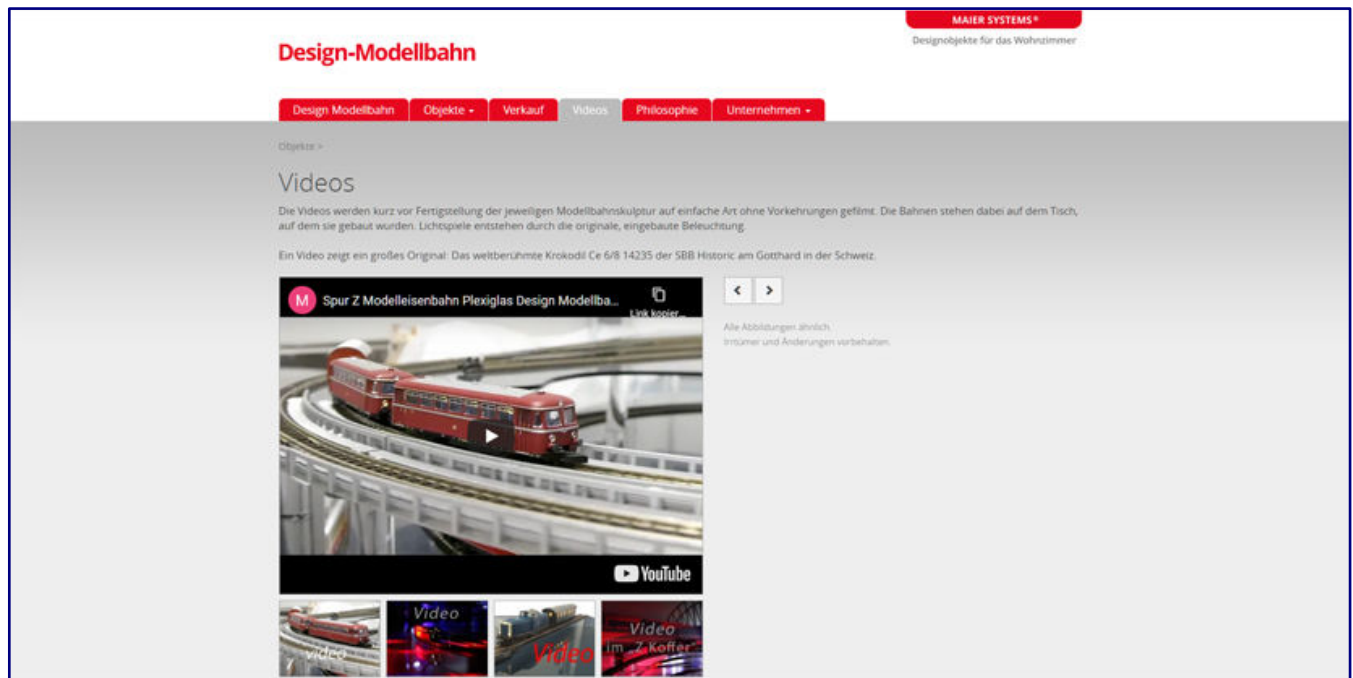 MAIER SYSTEMS®
Designobjekte für das Wohnzimmer
Design-Modellbahn
Design Modellbahn
Objekte
Verkauf
Videos
Philosophie
Unternehmen
Objekte >
Videos
Die Videos werden kurz vor Fertigstellung der jeweiligen Modellbahnskulptur auf einfache Art ohne Vorkehrungen gefilmt. Die Bahnen stehen dabei auf dem Tisch,
auf dem sie gebaut wurden. Lichtspiele entstehen durch die originale, eingebaute Beleuchtung.
Ein Video zeigt ein großes Original: Das weltberühmte Krokodil Ce 6/8 14235 der SBB Historic am Gotthard in der Schweiz.
M
Spur Z Modelleisenbahn Plexiglas Design Modellba...
Link kopier...
Alle Abbildungen ähnlich.
Irrtümer und Änderungen vorbehalten.
YouTube
Video
Video
Video
Video
im „Z Koffer“